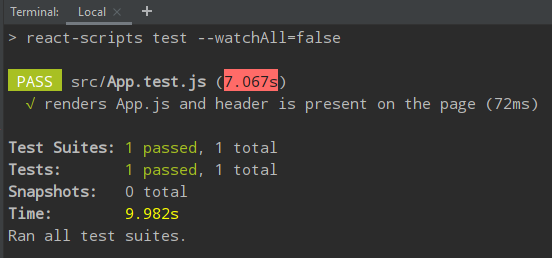 Terminal: Local × +
> react-scripts test --watchAll=false
PASS src/App.test.js (7.067s)
√ renders App.js and header is present on the page (72ms)
Test Suites: 1 passed, 1 total
Tests: 1 passed, 1 total
Snapshots: 0 total
Time: 9.982s
Ran all test suites.